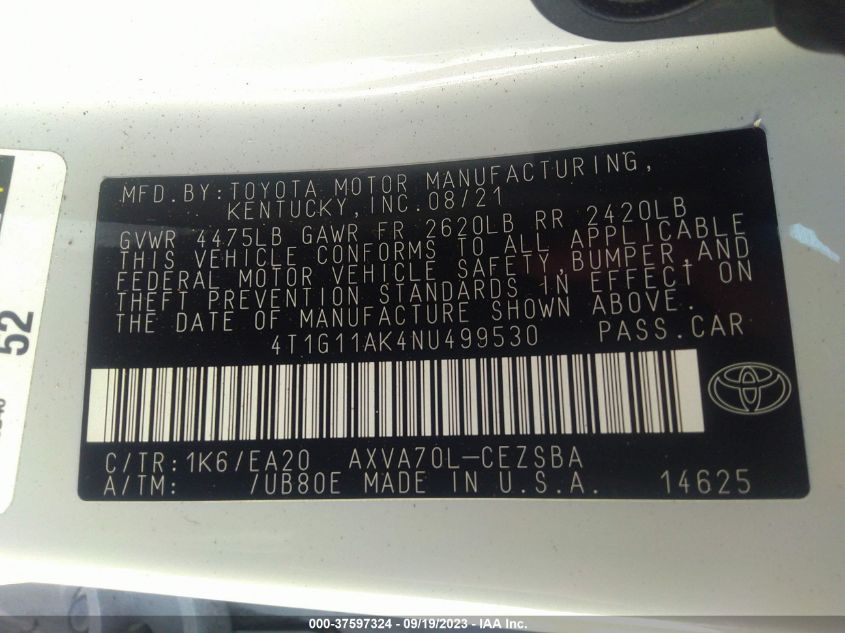 MFD.BY:TOYOTA MOTOR MANUFACTURING,
KENTUCKY,INC.08/21
GVWR 4475LB GAWR FR 2620LB RR 2420LB
THIS VEHICLE CONFORMS TO ALL APPLICABLE
FEDERAL MOTOR VEHICLE SAFETY,BUMPER,AND
THEFT PREVENTION STANDARDS IN EFFECT ON
THE DATE OF MANUFACTURE SHOWN ABOVE.
4T1G11AK4NU499530 PASS.CAR
C/TR:1K6/EA20 AXVA70L-CEZSBA
A/TM: /UB80E MADE IN U.S.A. 14625
52
000-37597324 - 09/19/2023 - IAA Inc.